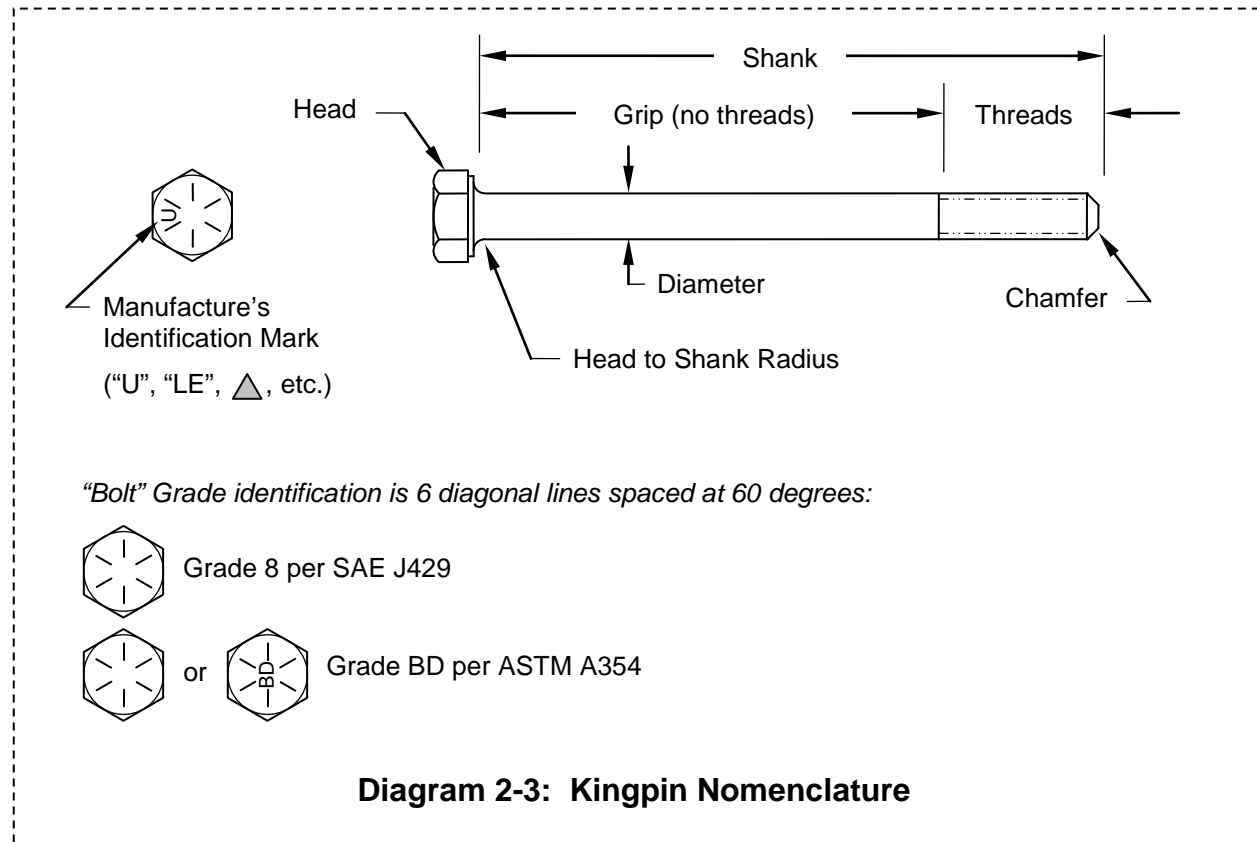 Shank
Head
Grip (no threads)
Threads
U
Diameter
Chamfer
Manufacture’s
Identification Mark
(“U”, “LE”, , etc.)
Head to Shank Radius
“Bolt” Grade identification is 6 diagonal lines spaced at 60 degrees:
Grade 8 per SAE J429
or
BD
Grade BD per ASTM A354
Diagram 2-3: Kingpin Nomenclature